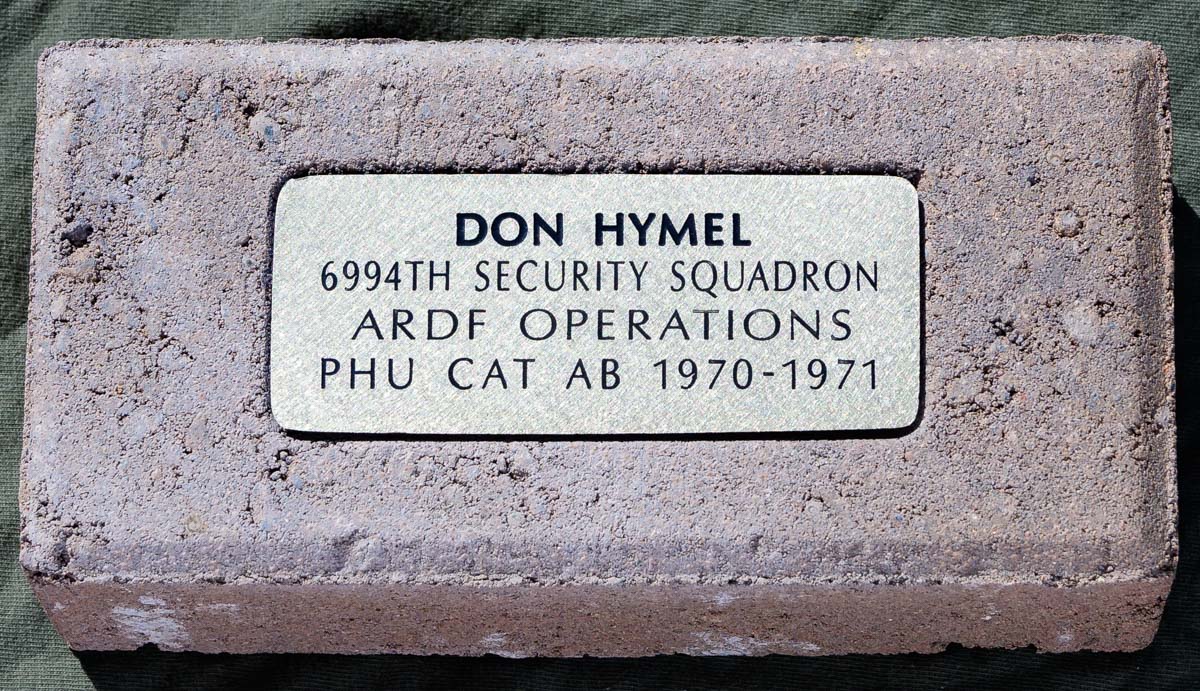 DON HYMEL
6994TH SECURITY SQUADRON
ARDF OPERATIONS
PHU CAT AB 1970-1971